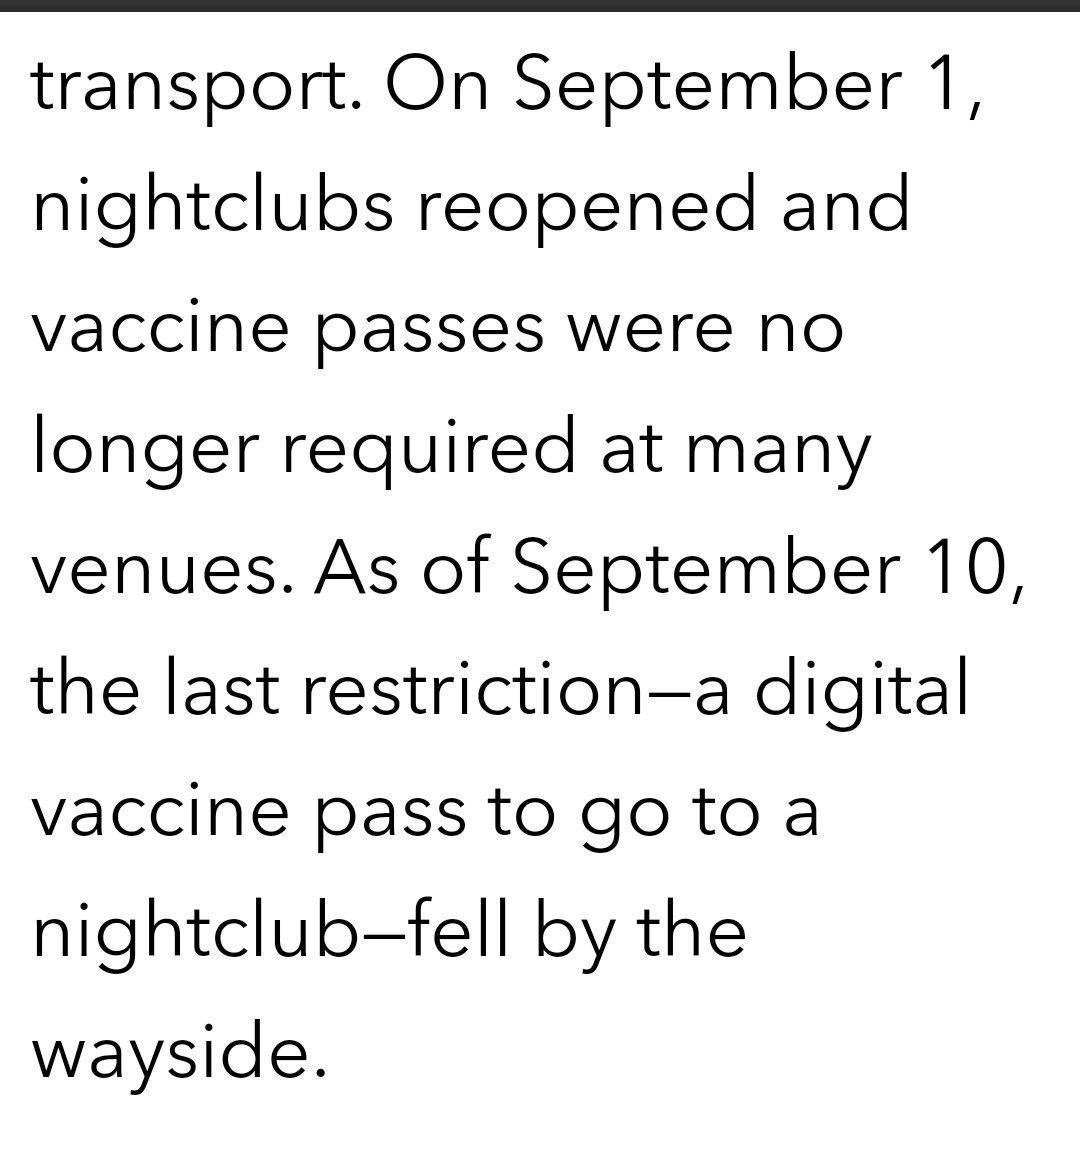 transport. On September 1,
nightclubs reopened and
vaccine passes were no
longer required at many
venues. As of September 10,
the last restriction—a digital
vaccine pass to go to a
nightclub—fell by the
wayside.